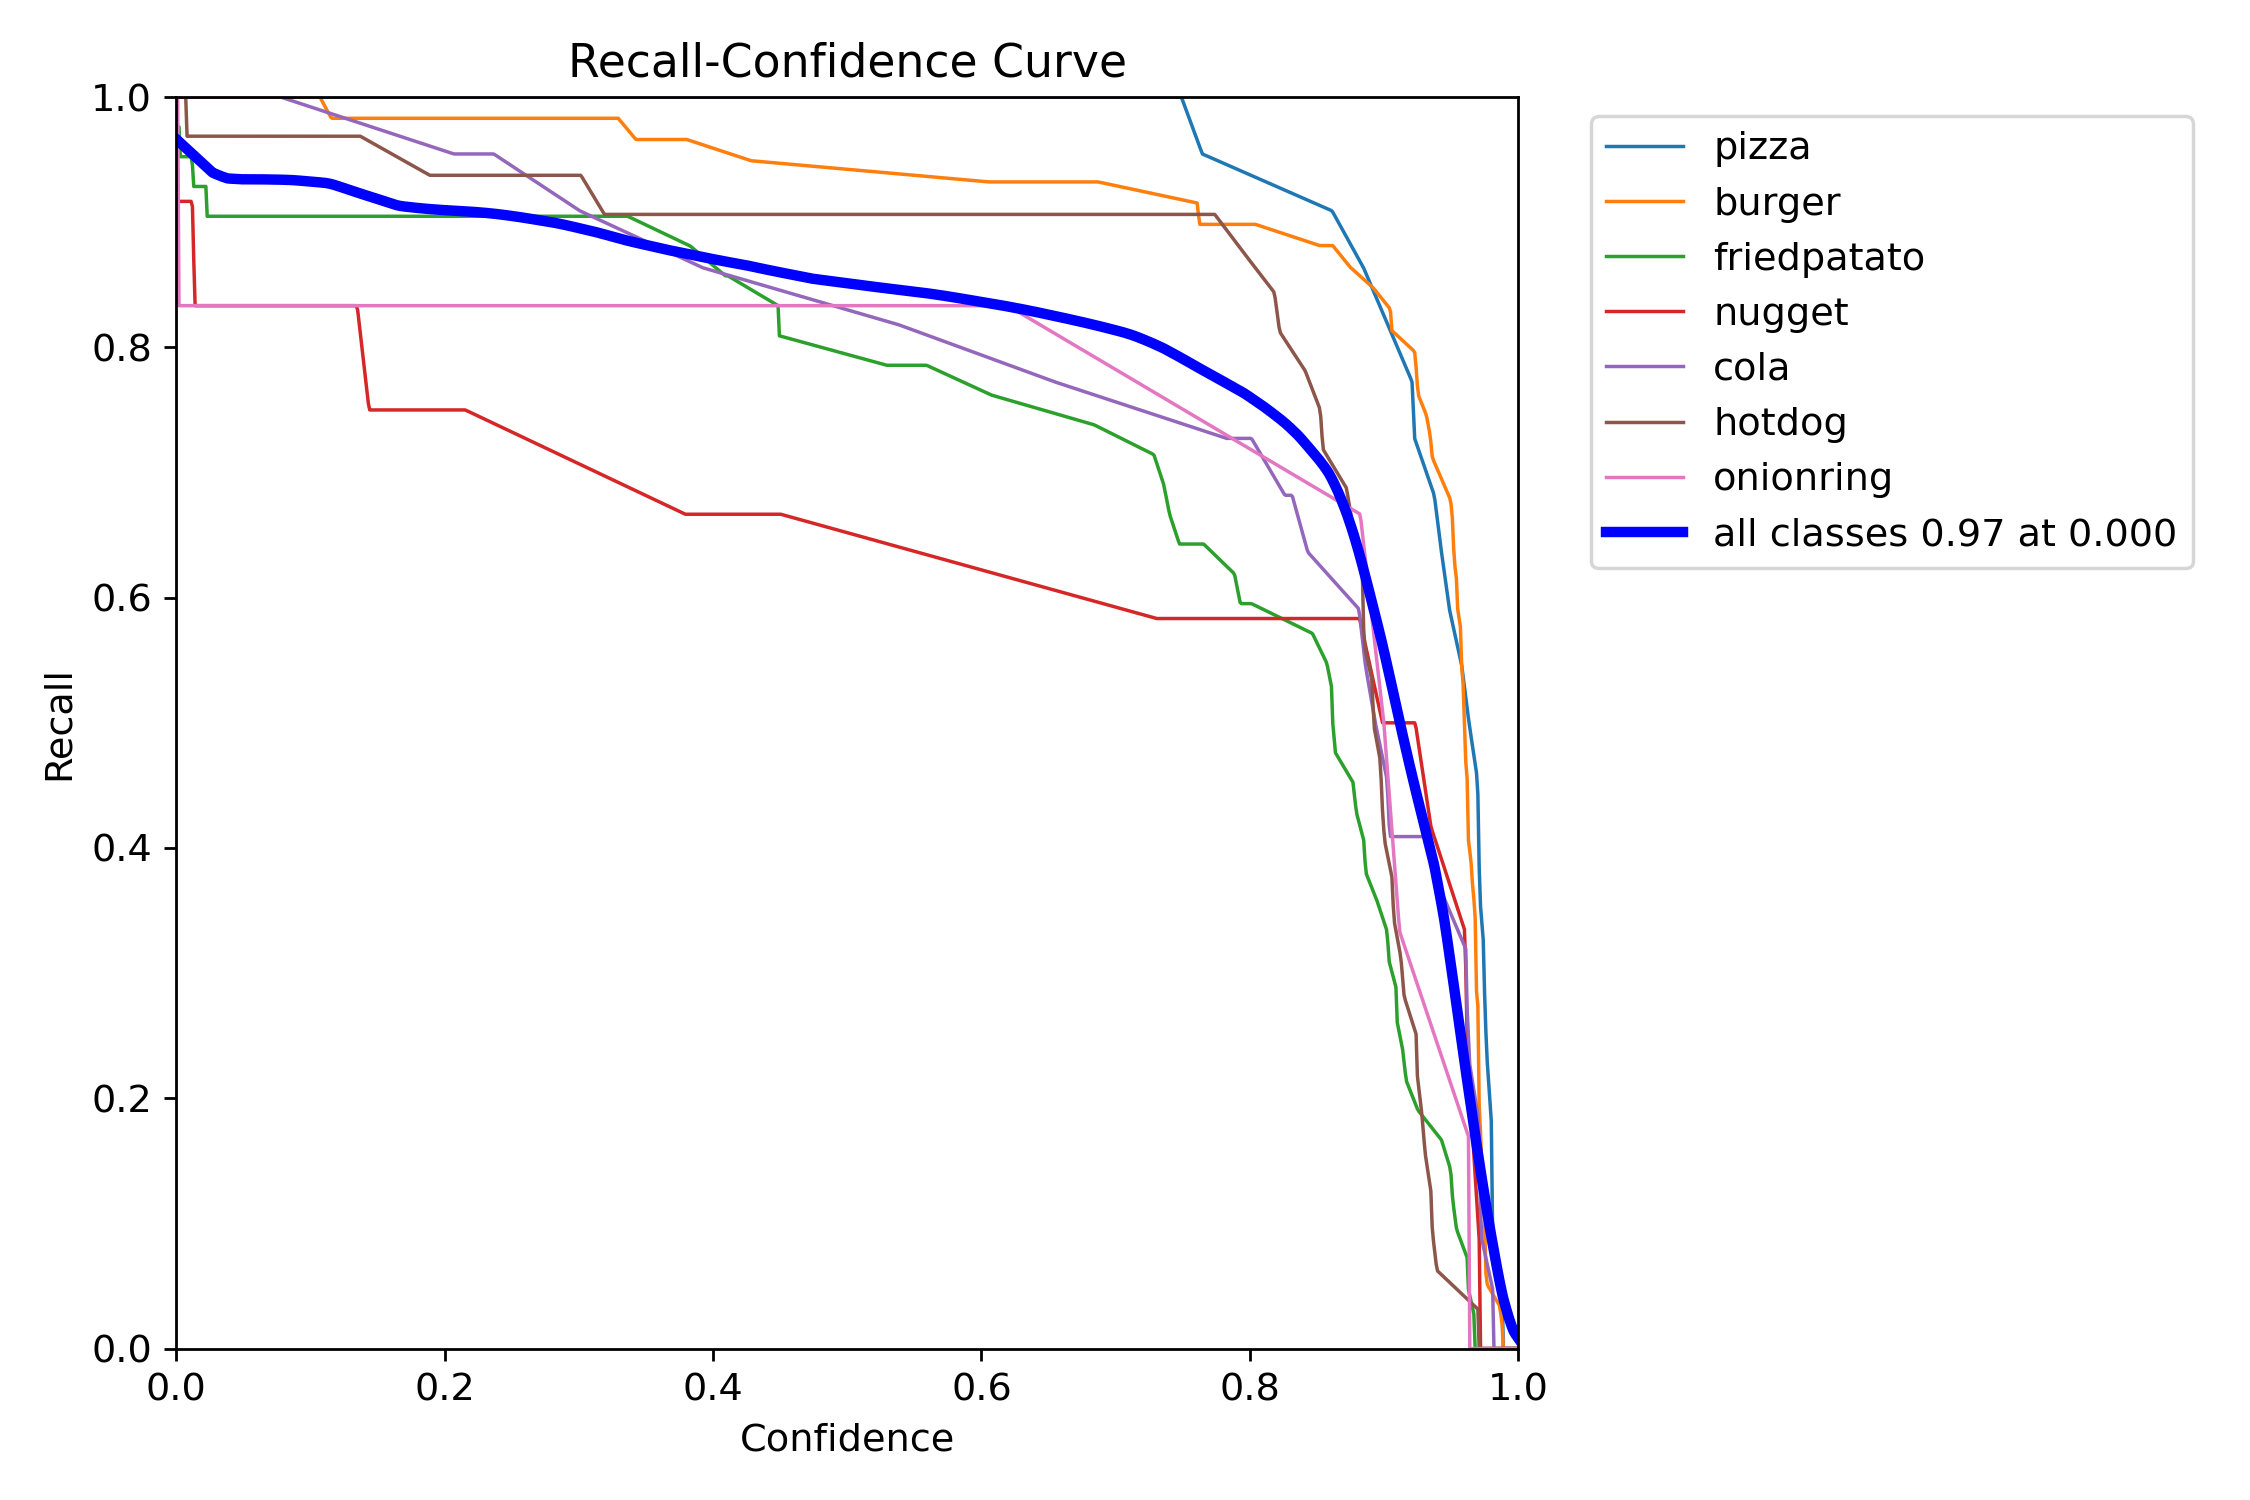 Recall-Confidence Curve
1.0
0.8
0.6
0.4
0.2
0.0
Recall
0.0 0.2 0.4 0.6 0.8 1.0
Confidence
pizza
burger
friedpatato
nugget
cola
hotdog
onionring
all classes 0.97 at 0.000